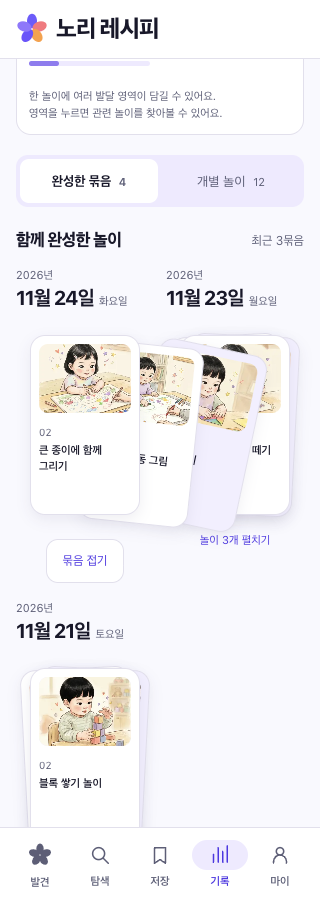 노리 레시피
한 놀이에 여러 발달 영역이 담길 수 있어요.
영역을 누르면 관련 놀이를 찾아볼 수 있어요.
완성한 묶음 4
개별 놀이 12
함께 완성한 놀이
최근 3묶음
2026년
11월 24일 화요일
2026년
11월 23일 월요일
02
큰 종이에 함께
그리기
동 그림
떼기
묶음 접기
놀이 3개 펼치기
2026년
11월 21일 토요일
02
블록 쌓기 놀이
발견
탐색
저장
기록
마이